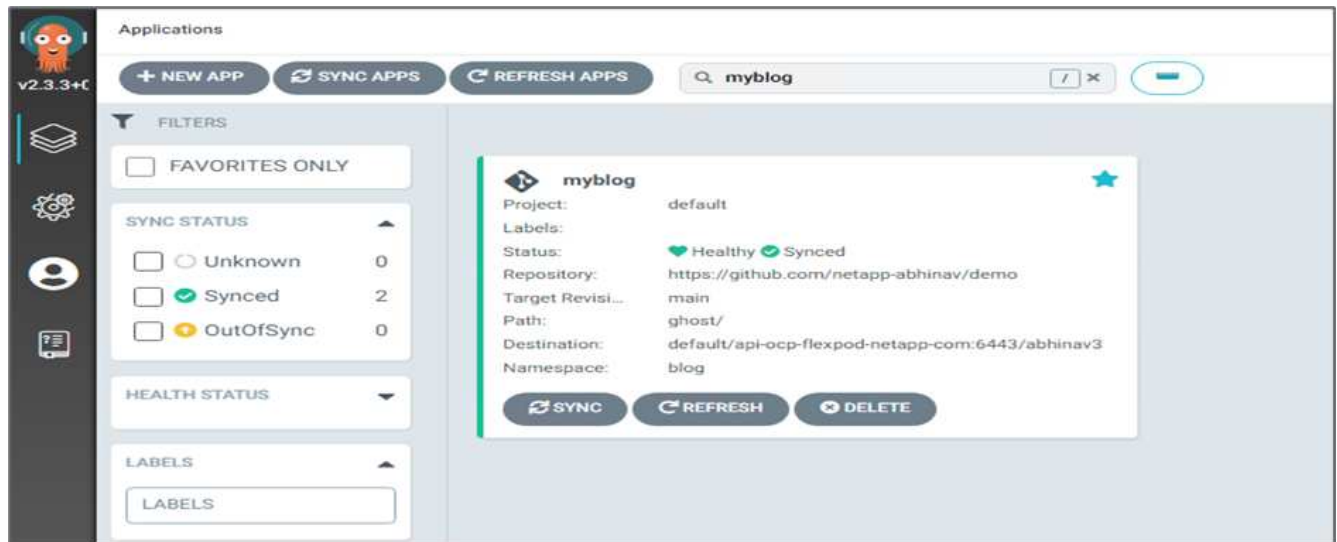 Applications
v2.3.3+
+ NEW APP
SYNC APPS
REFRESH APPS
myblog
/
FILTERS
FAVORITES ONLY
SYNC STATUS
Unknown 0
Synced 2
OutOfSync 0
HEALTH STATUS
LABELS
LABELS
myblog
Project: default
Labels:
Status: Healthy Synced
Repository: https://github.com/netapp-abhinav/demo
Target Revisi... main
Path: ghost/
Destination: default/api-ocp-flexpod-netapp-com:6443/abhinav3
Namespace: blog
SYNC
REFRESH
DELETE